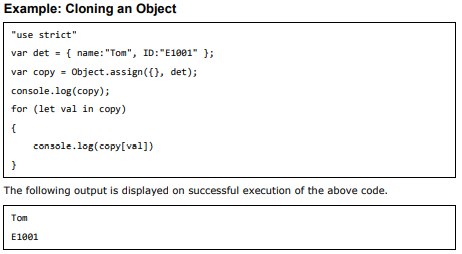 Example: Cloning an Object
"use strict"
var det = { name:"Tom", ID:"E1001" };
var copy = Object.assign({}, det);
console.log(copy);
for (let val in copy)
{
console.log(copy[val])
}
The following output is displayed on successful execution of the above code.
Tom
E1001